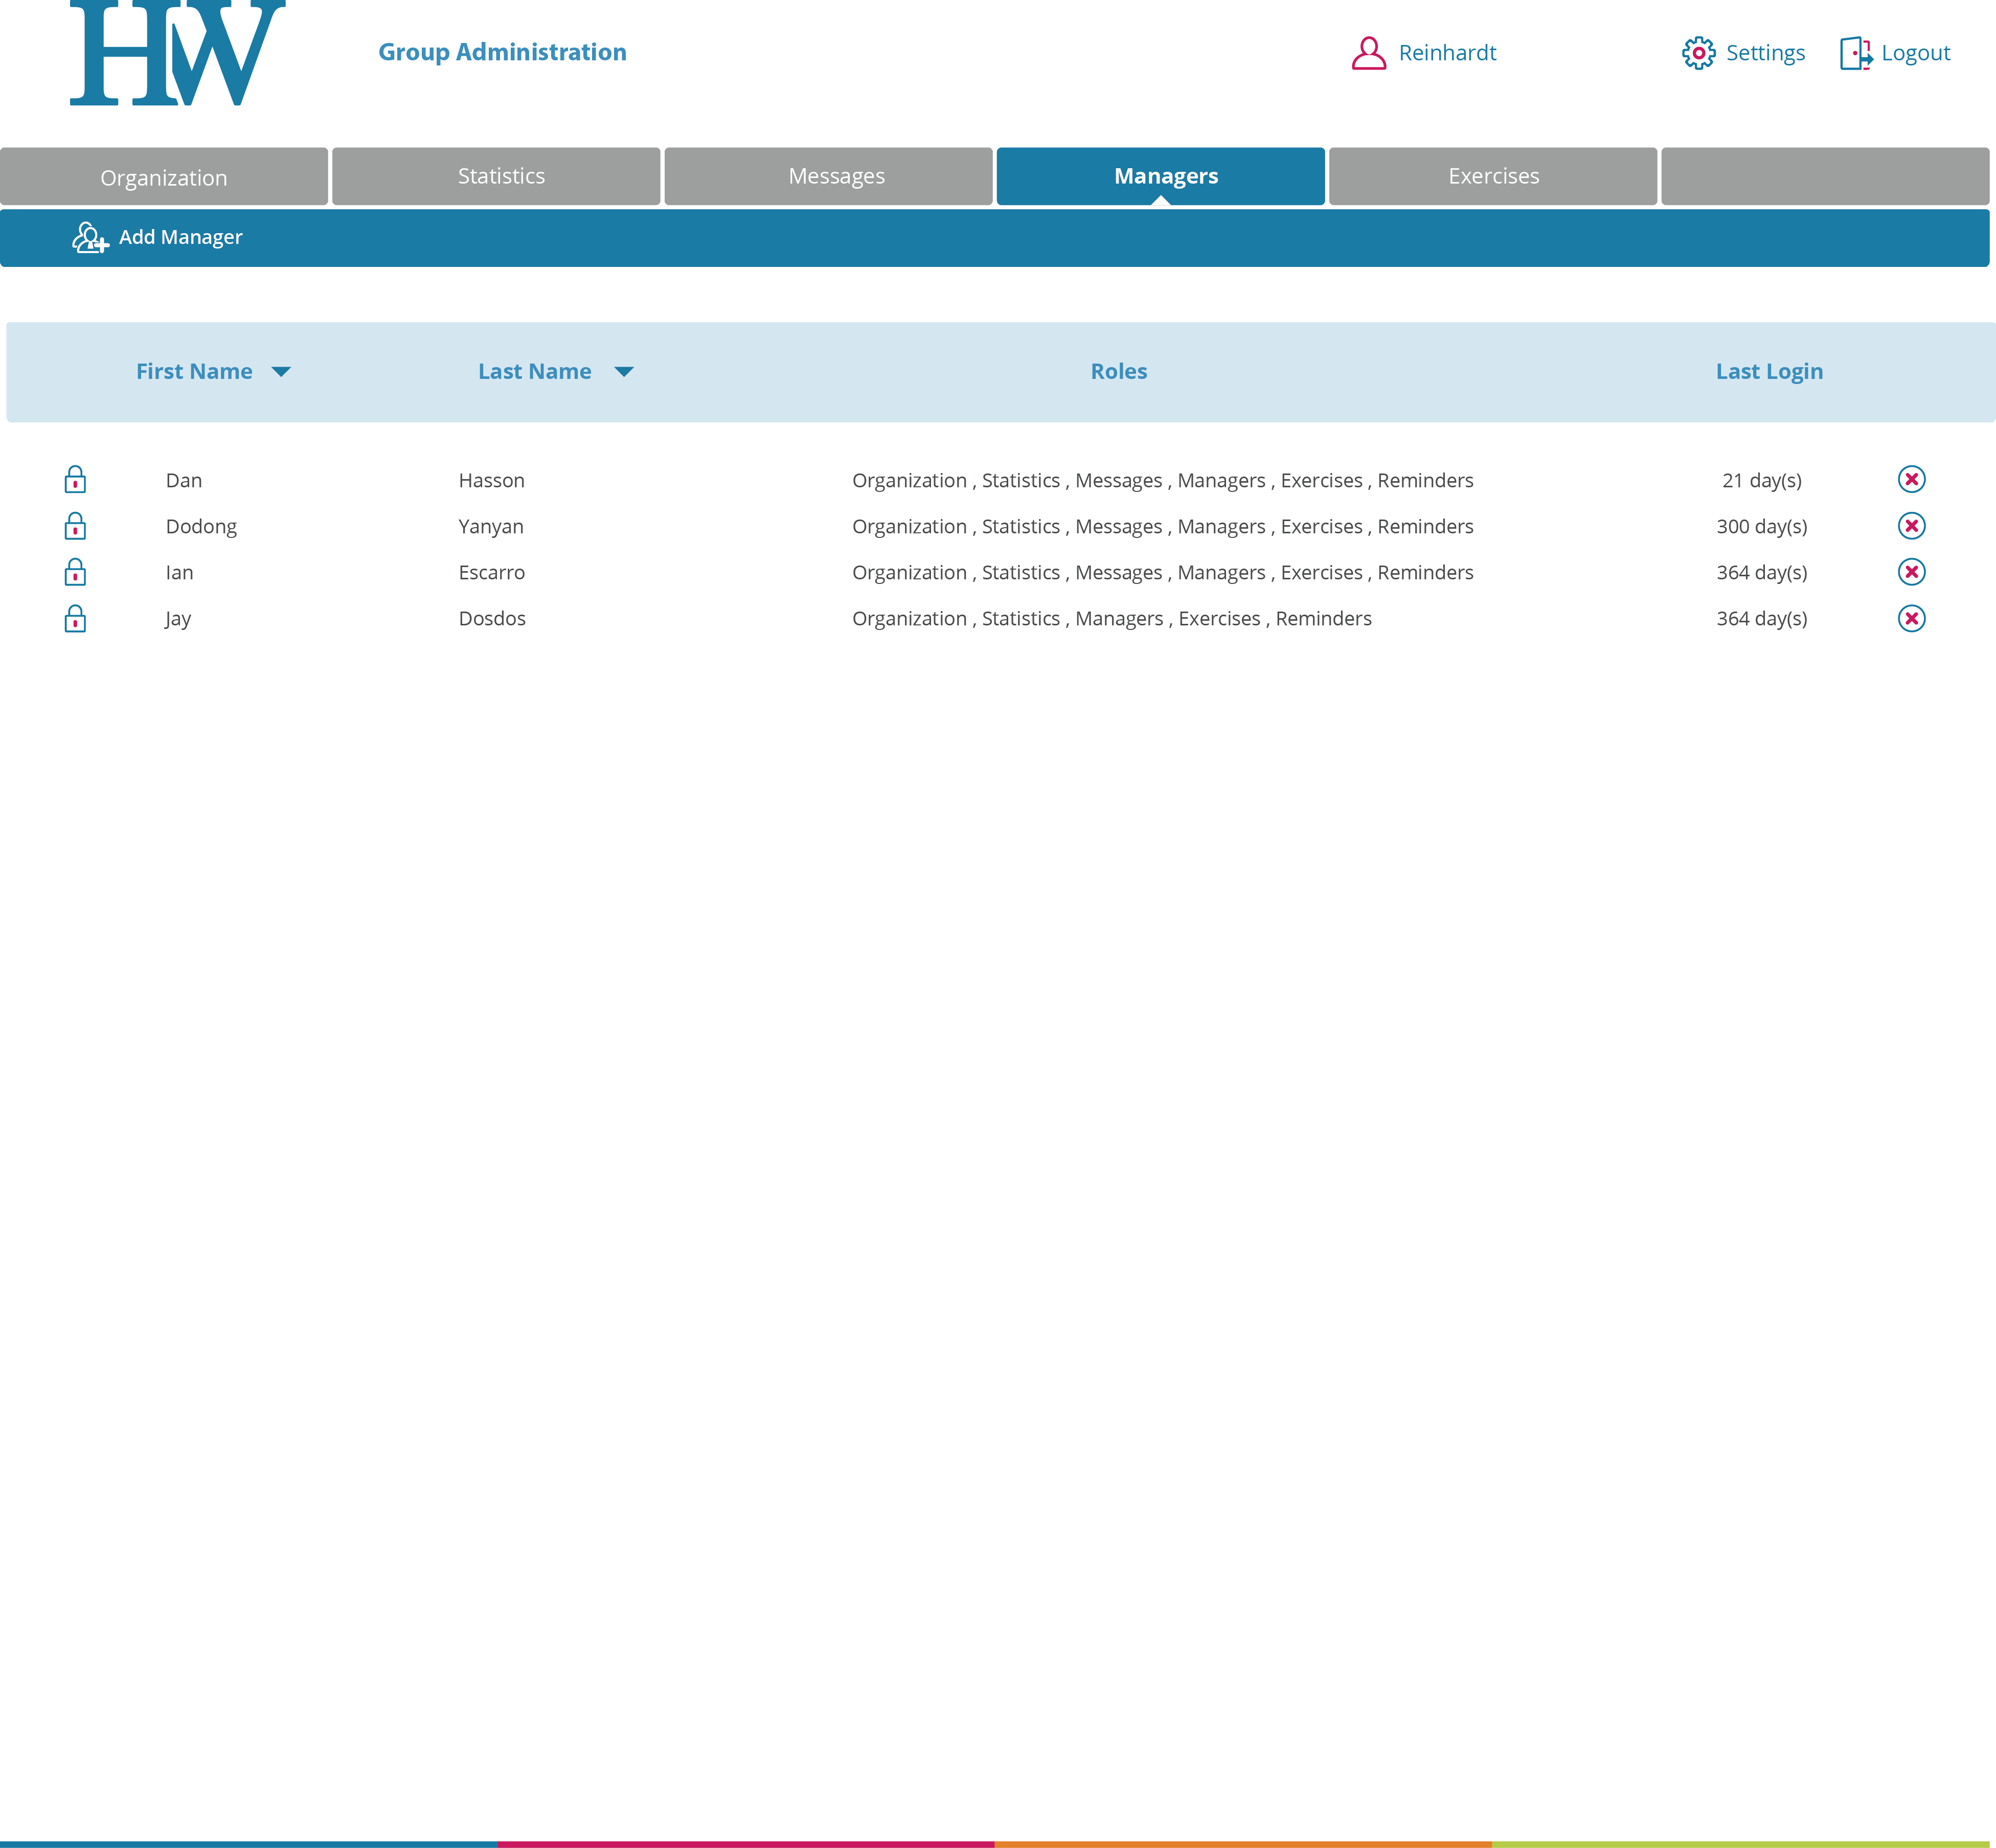 HW
Group Administration
Reinhardt
Settings
Logout
Organization
Statistics
Messages
Managers
Exercises
Add Manager
First Name
Last Name
Roles
Last Login
Dan Hasson Organization , Statistics , Messages , Managers , Exercises , Reminders 21 day(s)
Dodong Yanyan Organization , Statistics , Messages , Managers , Exercises , Reminders 300 day(s)
Ian Escarro Organization , Statistics , Messages , Managers , Exercises , Reminders 364 day(s)
Jay Dosdos Organization , Statistics , Managers , Exercises , Reminders 364 day(s)